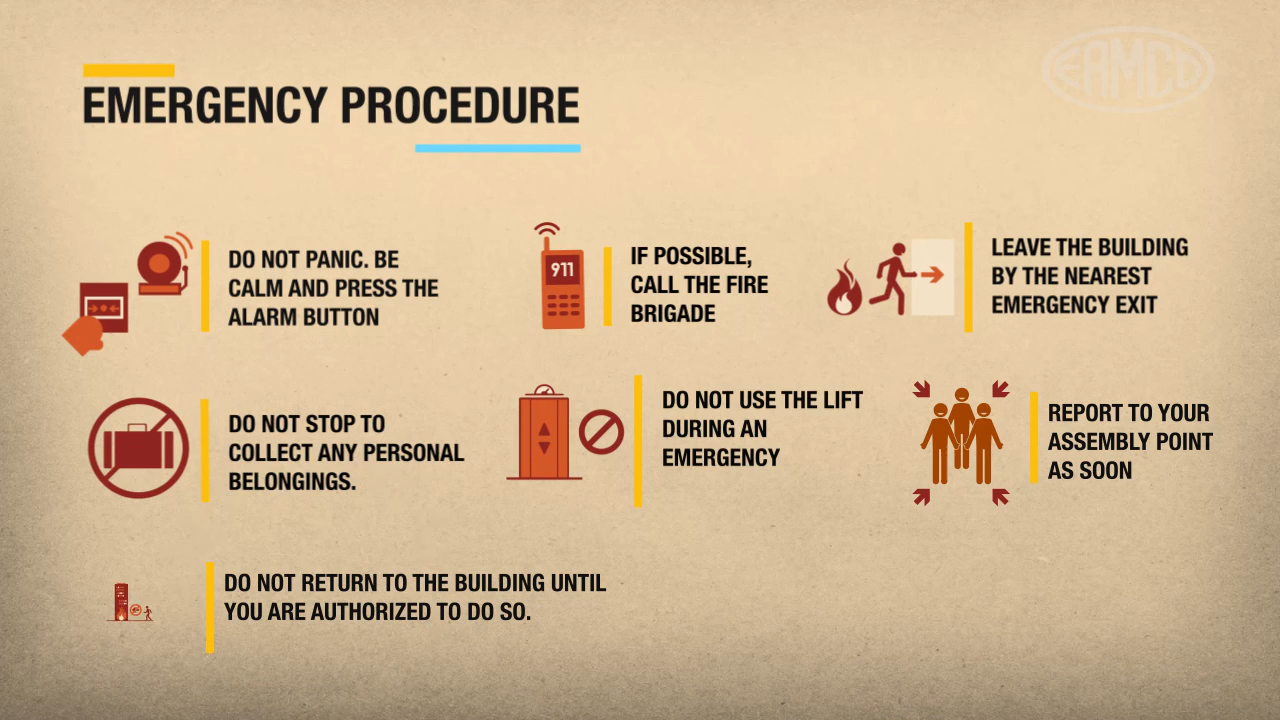 EAMCL
EMERGENCY PROCEDURE
DO NOT PANIC. BE
CALM AND PRESS THE
ALARM BUTTON
911
IF POSSIBLE,
CALL THE FIRE
BRIGADE
LEAVE THE BUILDING
BY THE NEAREST
EMERGENCY EXIT
DO NOT STOP TO
COLLECT ANY PERSONAL
BELONGINGS.
DO NOT USE THE LIFT
DURING AN
EMERGENCY
REPORT TO YOUR
ASSEMBLY POINT
AS SOON
DO NOT RETURN TO THE BUILDING UNTIL
YOU ARE AUTHORIZED TO DO SO.